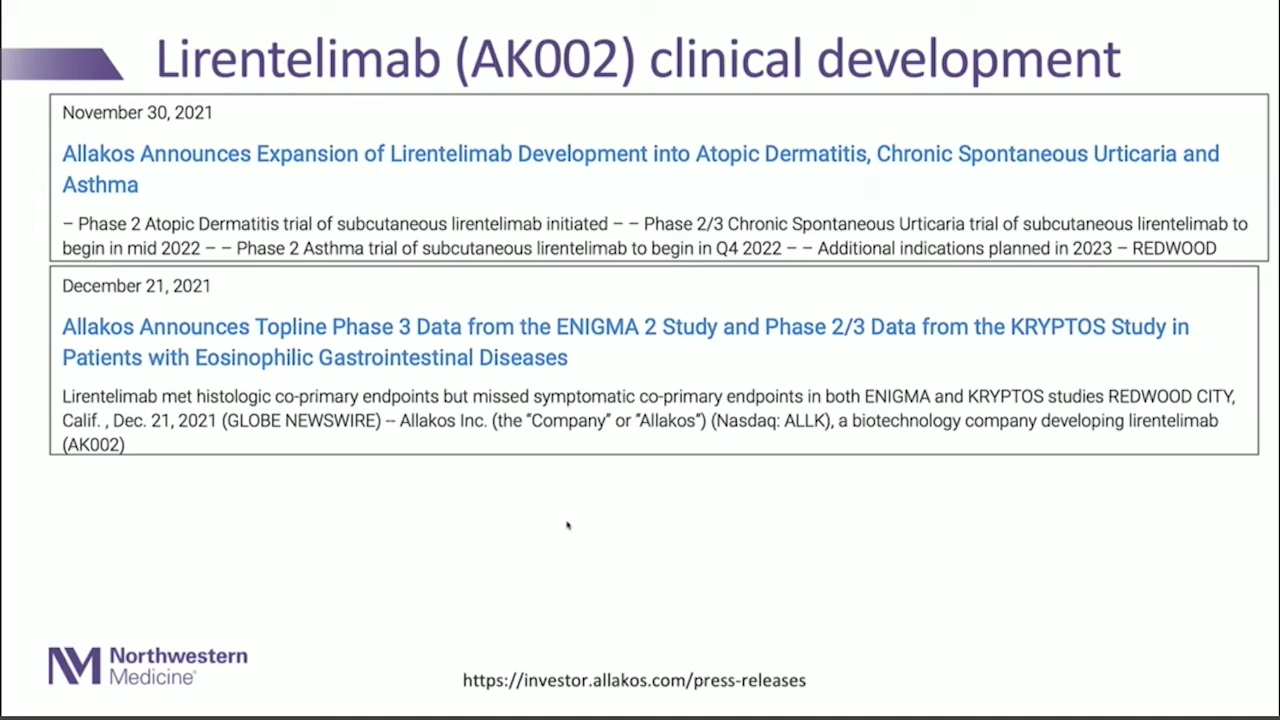 Lirentelimab (AK002) clinical development
November 30, 2021
Allakos Announces Expansion of Lirentelimab Development into Atopic Dermatitis, Chronic Spontaneous Urticaria and
Asthma
– Phase 2 Atopic Dermatitis trial of subcutaneous lirentelimab initiated – – Phase 2/3 Chronic Spontaneous Urticaria trial of subcutaneous lirentelimab to
begin in mid 2022 – – Phase 2 Asthma trial of subcutaneous lirentelimab to begin in Q4 2022 – – Additional indications planned in 2023 – REDWOOD
December 21, 2021
Allakos Announces Topline Phase 3 Data from the ENIGMA 2 Study and Phase 2/3 Data from the KRYPTOS Study in
Patients with Eosinophilic Gastrointestinal Diseases
Lirentelimab met histologic co-primary endpoints but missed symptomatic co-primary endpoints in both ENIGMA and KRYPTOS studies REDWOOD CITY,
Calif. , Dec. 21, 2021 (GLOBE NEWSWIRE) -- Allakos Inc. (the “Company” or “Allakos”) (Nasdaq: ALLK), a biotechnology company developing lirentelimab
(AK002)
Northwestern
Medicine®
https://investor.allakos.com/press-releases